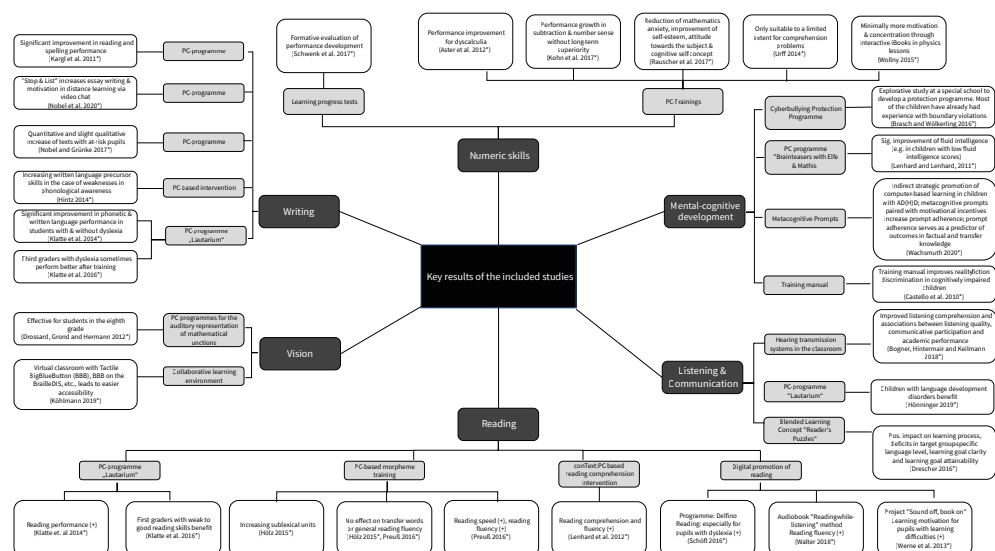 Key results of the included studies
Writing
PC-programme
Significant improvement in reading and
spelling performance
(Kargl et al. 2011*)
PC-programme
"Stop & List" increases essay writing &
motivation in distance learning via
video chat
(Nobel et al. 2020*)
PC-programme
Quantitative and slight qualitative
increase of texts with at-risk pupils
(Nobel and Grünke 2017*)
PC-based intervention
Increasing written language precursor
skills in the case of weaknesses in
phonological awareness
(Hintz 2014*)
PC-programme
„Lautarium"
Significant improvement in phonetic &
written language performance in
students with & without dyslexia
(Klatte et al. 2014*)
Third graders with dyslexia sometimes
perform better after training
(Klatte et al. 2016*)
Numeric skills
Learning progress tests
Formative evaluation of
performance development
(Schwenk et al. 2017*)
PC-Trainings
Performance improvement
for dyscalculia
(Aster et al. 2012*)
Performance growth in
subtraction & number sense
without long-term
superiority
(Kohn et al. 2017*)
Reduction of mathematics
anxiety, improvement of
self-esteem, attitude
towards the subject &
cognitive self concept
(Rauscher et al. 2017*)
Only suitable to a limited
extent for comprehension
problems
(Urff 2014*)
Minimally more motivation
& concentration through
interactive iBooks in physics
lessons
(Wollny 2015*)
Mental-cognitive
development
Cyberbullying Protection
Programme
Explorative study at a special school to
develop a protection programme. Most
of the children have already had
experience with boundary violations
(Brasch and Wölkerling 2016*)
PC programme
"Brainteasers with Elfe
& Mathis
Sig. improvement of fluid intelligence
(e.g. in children with low fluid
intelligence scores)
(Lenhard and Lenhard, 2011*)
Metacognitive Prompts
Indirect strategic promotion of
computer-based learning in children
with AD(H)D; metacognitive prompts
paired with motivational incentives
increase prompt adherence; prompt
adherence serves as a predictor of
outcomes in factual and transfer
knowledge
(Wachsmuth 2020*)
Training manual
Training manual improves reality-fiction
discrimination in cognitively impaired
children
(Castello et al. 2010*)
Vision
PC programmes for the
auditory representation
of mathematical
unctions
Effective for students in the eighth
grade
(Drossard, Grond and Hermann 2012*)
Collaborative learning
environment
Virtual classroom with Tactile
BigBlueButton (BBB), BBB on the
BrailleDIS, etc., leads to easier
accessibility
(Köhlmann 2019*)
Listening &
Communication
Hearing transmission
systems in the classroom
Improved listening comprehension and
associations between listening quality,
communicative participation and
academic performance
(Bogner, Hintermair and Keilmann
2018*)
PC-programme
"Lautarium"
Children with language development
disorders benefit
(Hönninger 2019*)
Blended Learning
Concept "Reader's
Puzzles"
Pos. impact on learning process,
deficits in target group-specific
language level, learning goal clarity
and learning goal attainability
(Drescher 2016*)
Reading
PC-programme
„Lautarium"
Reading performance (+)
(Klatte et. al 2014*)
First graders with weak to
good reading skills benefit
(Klatte et al. 2016*)
PC-based morpheme
training
Increasing sublexical units
(Hölz 2015*)
No effect on transfer words
or general reading fluency
(Hölz 2015*, Preuß 2016*)
Reading speed (+), reading
fluency (+)
(Preuß 2016*)
conText: PC based
reading comprehension
intervention
Reading comprehension and
fluency (+)
(Lenhard et al. 2012*)
Digital promotion of
reading
Programme: Delfino
Reading: especially for
pupils with dyslexia (+)
(Schöfl 2016*)
Audiobook "Reading-while-
listening" method
Reading fluency (+)
(Walter 2018*)
Project "Sound off, book on"
Learning motivation for
pupils with learning
difficulties (+)
(Werne et al. 2013*)